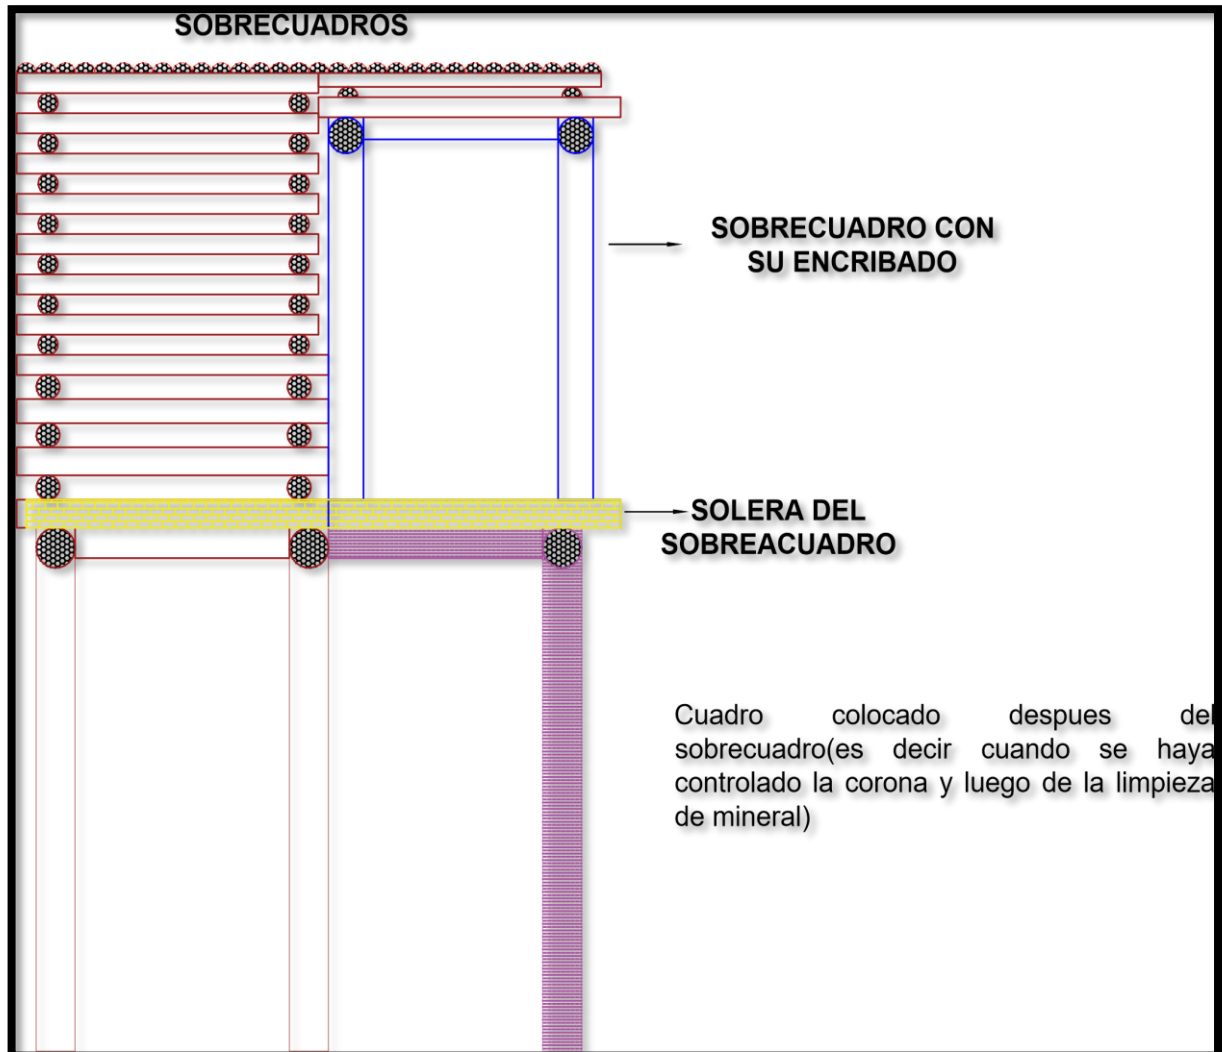 SOBRECUADROS
SOBRECUADRO CON
SU ENCRIBADO
SOLERA DEL
SOBREACUADRO
Cuadro colocado despues del
sobrecuadro(es decir cuando se haya
controlado la corona y luego de la limpieza
de mineral)